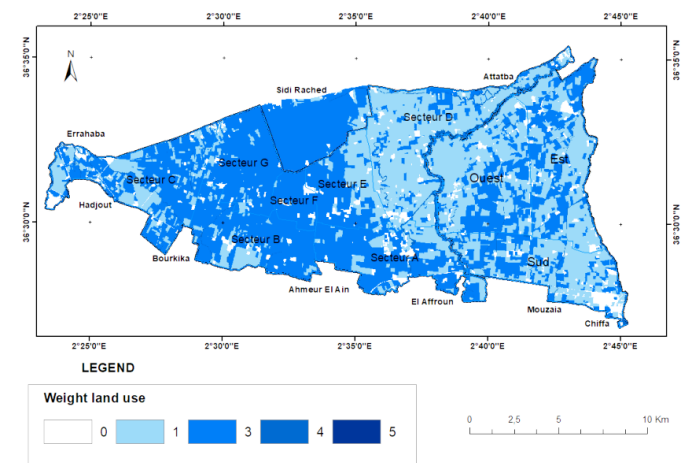 2°25'0"N 2°30'0"N 2°35'0"N 2°40'0"N 2°45'0"N
36°35'0"N
36°35'0"N
N
Attatba
Sidi Rached
Secteur D
Errahaba
Secteur G
Est
Secteur C
Secteur E
Ouest
Hadjout
Secteur F
36°30'0"N
36°30'0"N
Secteur B
Bourkika
Secteur A
Sud
Ahmeur El Ain
El Affroun
Mouzaia
Chiffa
2°25'0"N 2°30'0"N 2°35'0"N 2°40'0"N 2°45'0"N
LEGEND
Weight land use
0 1 3 4 5
0 2,5 5 10 Km